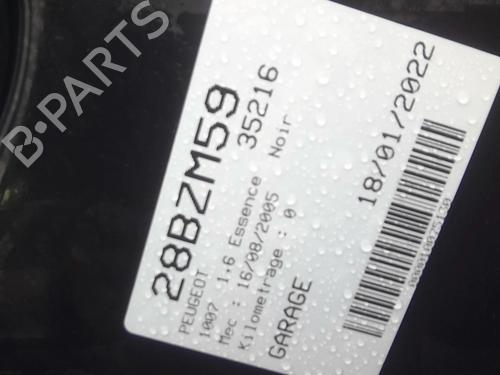 B-PARTS
28BZM59
35216
PEUGEOT
1007 1,6 Essence Noir
Mec : 16/08/2005
Kilometrage : 0
GARAGE
18/01/2022